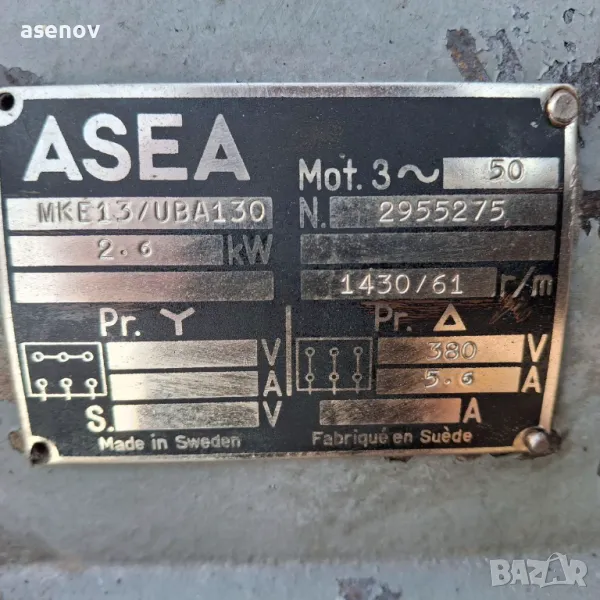 asenov
ASEA
Mot. 3~ 50
MKE13/UBA130 N. 2955275
2.6 kW
1430/61 r/m
Pr. Y Pr. Δ
V 380 V
A 5.6 A
S. V A
Made in Sweden Fabriqué en Suède
BAZAR